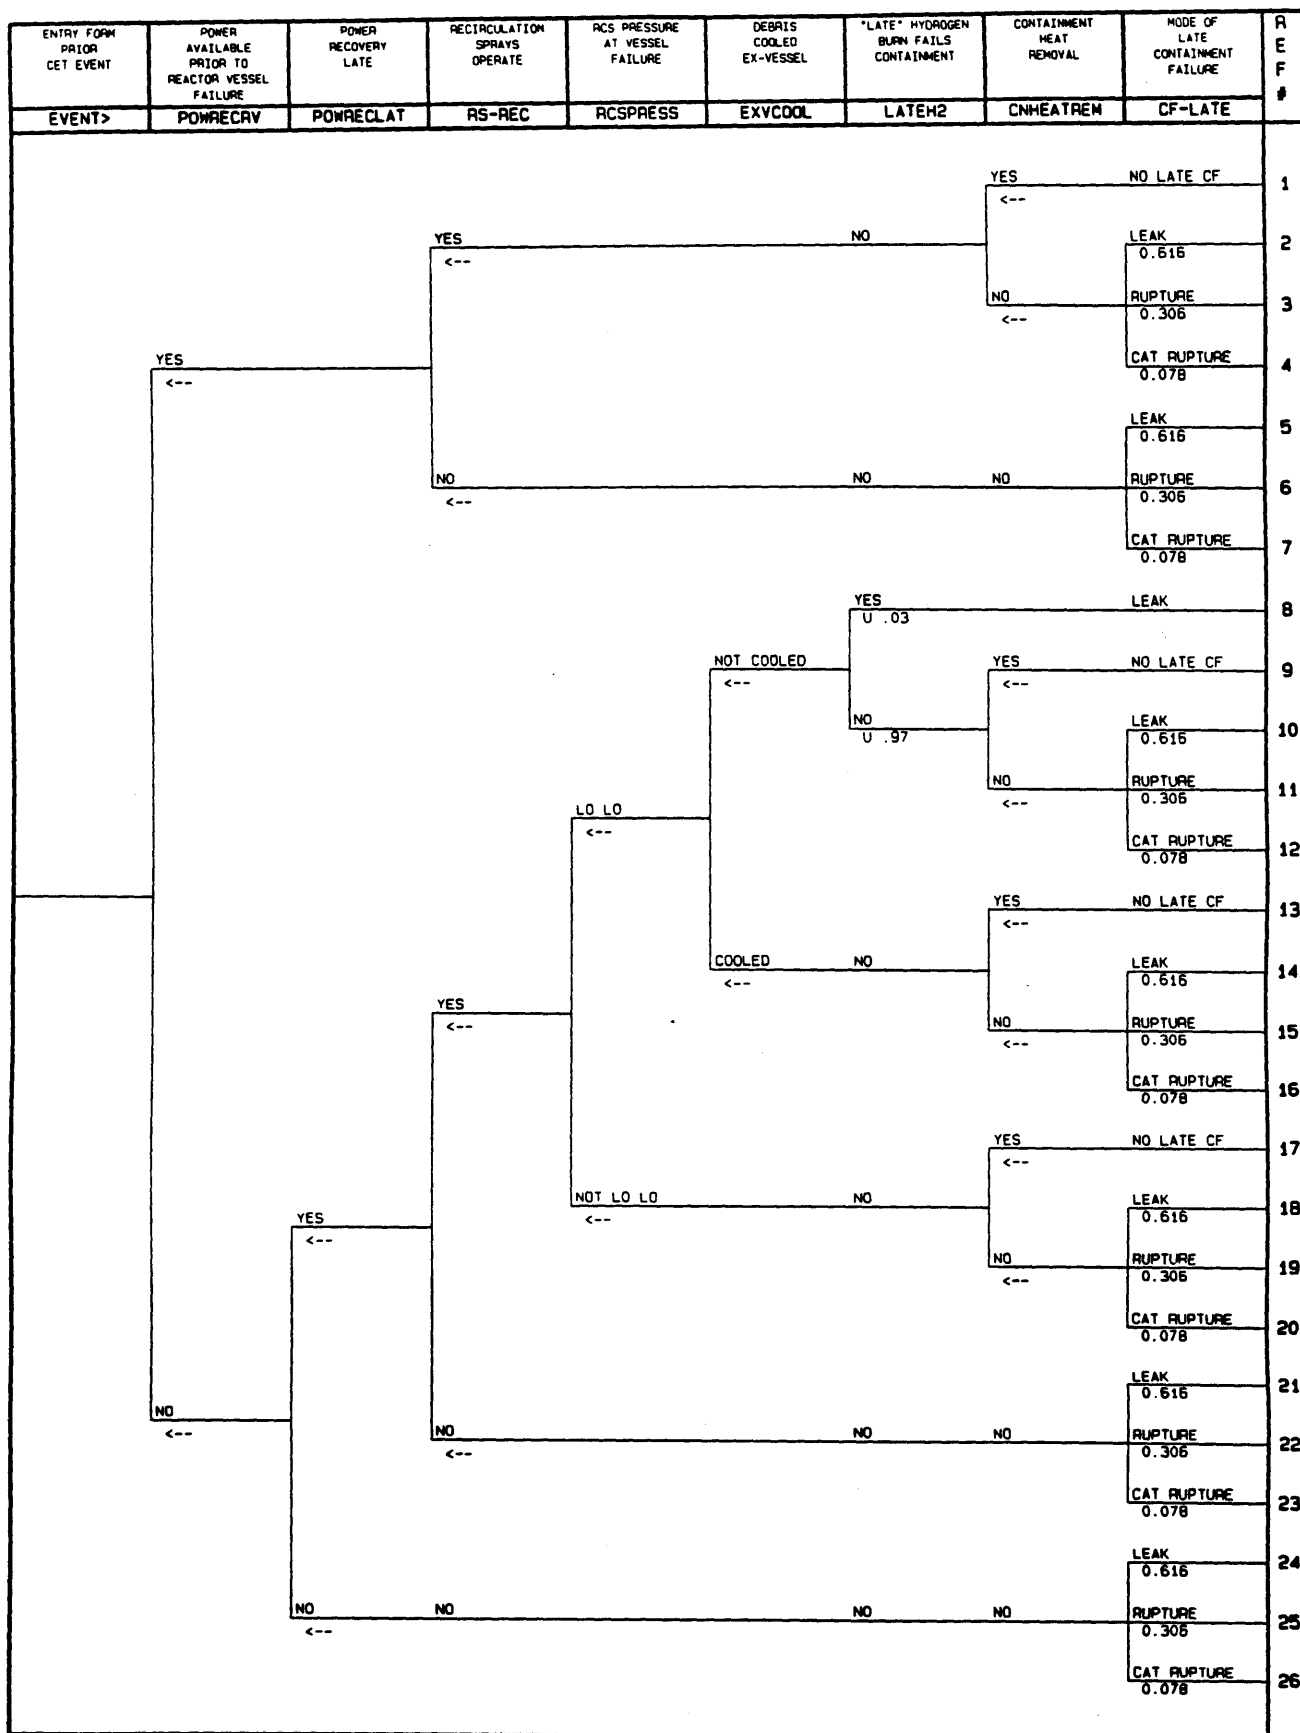 ENTRY FORM
PRIOR
CET EVENT
POWER
AVAILABLE
PRIOR TO
REACTOR VESSEL
FAILURE
POWER
RECOVERY
LATE
RECIRCULATION
SPRAYS
OPERATE
RCS PRESSURE
AT VESSEL
FAILURE
DEBRIS
COOLED
EX-VESSEL
"LATE" HYDROGEN
BURN FAILS
CONTAINMENT
CONTAINMENT
HEAT
REMOVAL
MODE OF
LATE
CONTAINMENT
FAILURE
R
E
F
#
EVENT> POWRECRV POWRECLAT RS-REC RCSPRESS EXVCOOL LATEH2 CNHEATREM CF-LATE
YES NO LATE CF 1
<--
YES NO LEAK 2
<-- 0.616
NO RUPTURE 3
<-- 0.306
YES CAT RUPTURE 4
<-- 0.078
LEAK 5
0.616
NO NO NO RUPTURE 6
<-- 0.306
CAT RUPTURE 7
0.078
YES LEAK 8
U .03
NOT COOLED YES NO LATE CF 9
<-- <--
NO LEAK 10
U .97 0.616
NO RUPTURE 11
<-- 0.306
LO LO CAT RUPTURE 12
<-- 0.078
YES NO LATE CF 13
<--
COOLED NO LEAK 14
<-- 0.616
YES NO RUPTURE 15
<-- <-- 0.306
CAT RUPTURE 16
0.078
YES NO LATE CF 17
<--
NOT LO LO NO LEAK 18
<-- 0.616
YES
<--
NO RUPTURE 19
<-- 0.306
CAT RUPTURE 20
0.078
LEAK 21
0.616
NO
<--
NO NO NO RUPTURE 22
<-- 0.306
CAT RUPTURE 23
0.078
LEAK 24
0.616
NO NO NO NO RUPTURE 25
<-- 0.306
CAT RUPTURE 26
0.078